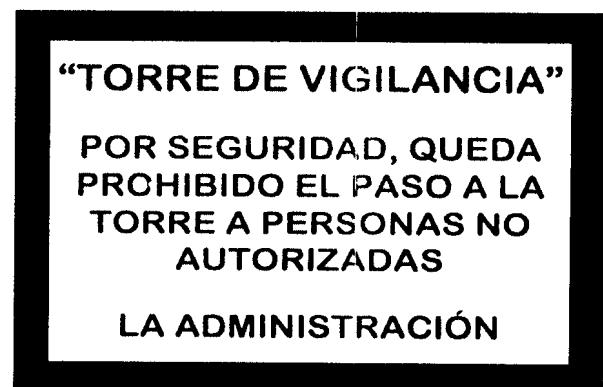 “TORRE DE VIGILANCIA”
POR SEGURIDAD, QUEDA
PROHIBIDO EL PASO A LA
TORRE A PERSONAS NO
AUTORIZADAS
LA ADMINISTRACIÓN